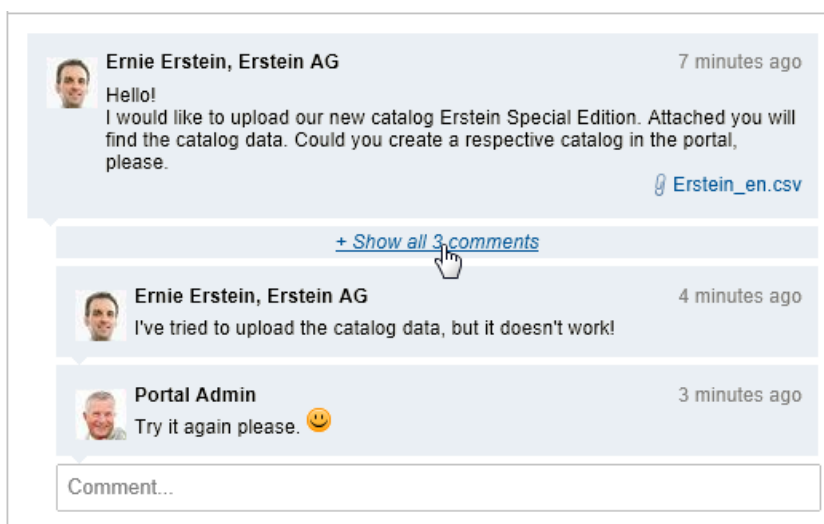 Ernie Erstein, Erstein AG 7 minutes ago
Hello!
I would like to upload our new catalog Erstein Special Edition. Attached you will
find the catalog data. Could you create a respective catalog in the portal,
please.
Erstein_en.csv
+ Show all 3 comments
Ernie Erstein, Erstein AG 4 minutes ago
I've tried to upload the catalog data, but it doesn't work!
Portal Admin 3 minutes ago
Try it again please.
Comment...